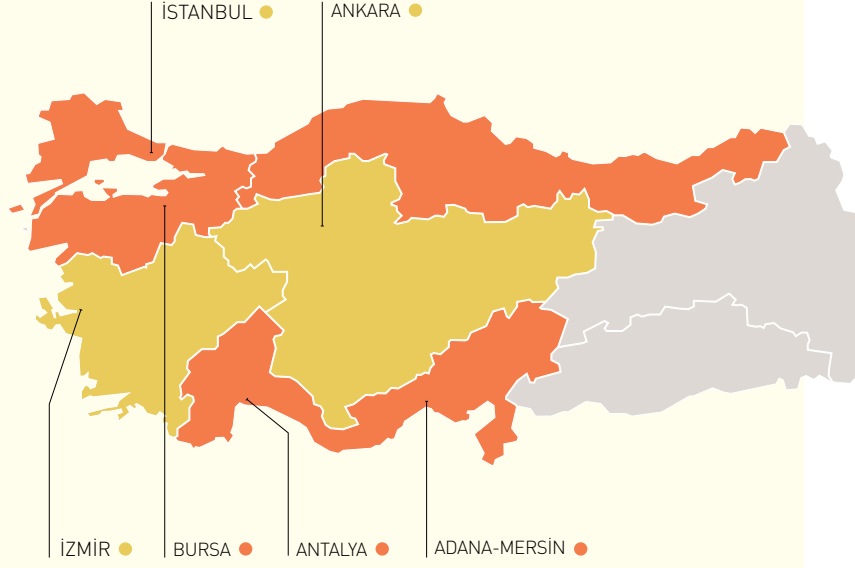 İSTANBUL
ANKARA
İZMİR
BURSA
ANTALYA
ADANA-MERSİN